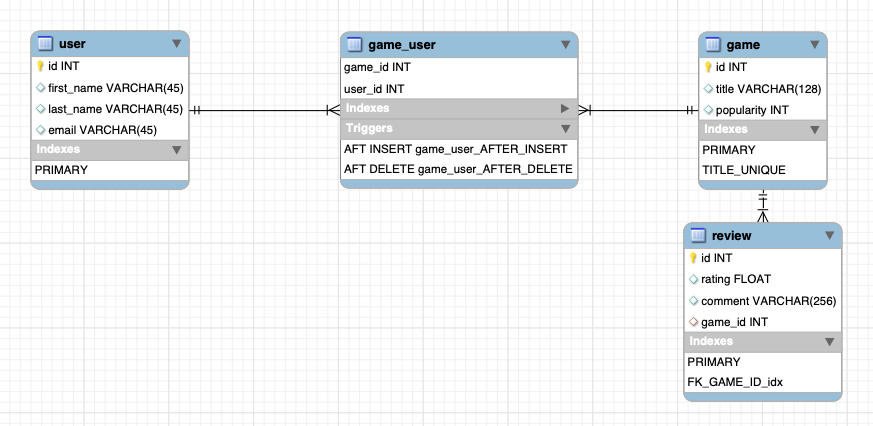 user
id INT
first_name VARCHAR(45)
last_name VARCHAR(45)
email VARCHAR(45)
Indexes
PRIMARY
game_user
game_id INT
user_id INT
Indexes
Triggers
AFT INSERT game_user_AFTER_INSERT
AFT DELETE game_user_AFTER_DELETE
game
id INT
title VARCHAR(128)
popularity INT
Indexes
PRIMARY
TITLE_UNIQUE
review
id INT
rating FLOAT
comment VARCHAR(256)
game_id INT
Indexes
PRIMARY
FK_GAME_ID_idx